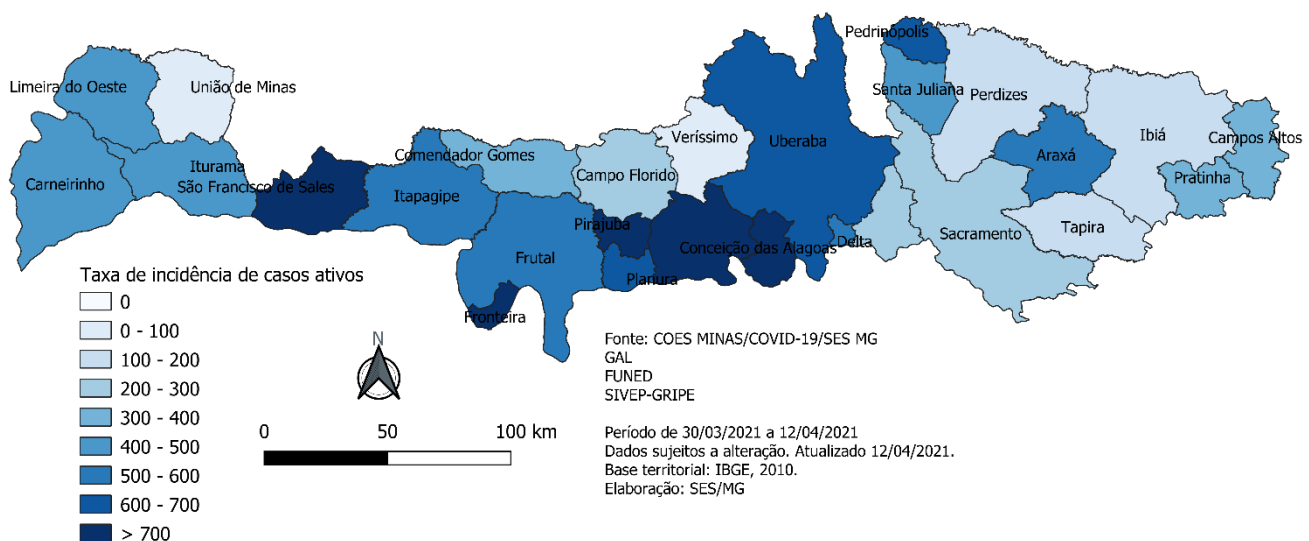 Pedrinópolis
Limeira do Oeste
União de Minas
Santa Juliana
Perdizes
Veríssimo
Uberaba
Ibiá
Campos Altos
Comendador Gomes
Araxá
Iturama
Campo Florido
Carneirinho
São Francisco de Sales
Itapagipe
Pratinha
Pirajuba
Conceição das Alagoas
Delta
Sacramento
Tapira
Frutal
Planura
Fronteira
Taxa de incidência de casos ativos
0
0 - 100
100 - 200
200 - 300
300 - 400
400 - 500
500 - 600
600 - 700
> 700
N
0 50 100 km
Fonte: COES MINAS/COVID-19/SES MG
GAL
FUNED
SIVEP-GRIPE
Período de 30/03/2021 a 12/04/2021
Dados sujeitos a alteração. Atualizado 12/04/2021.
Base territorial: IBGE, 2010.
Elaboração: SES/MG